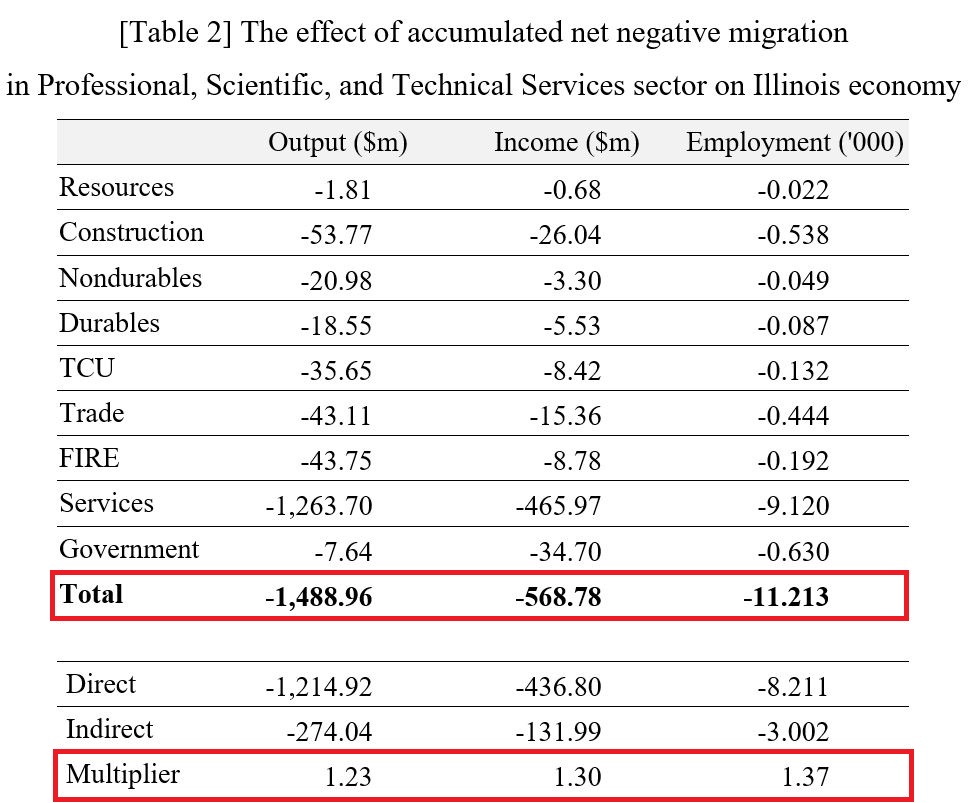 [Table 2] The effect of accumulated net negative migration
in Professional, Scientific, and Technical Services sector on Illinois economy
Output ($m) Income ($m) Employment ('000)
Resources -1.81 -0.68 -0.022
Construction -53.77 -26.04 -0.538
Nondurables -20.98 -3.30 -0.049
Durables -18.55 -5.53 -0.087
TCU -35.65 -8.42 -0.132
Trade -43.11 -15.36 -0.444
FIRE -43.75 -8.78 -0.192
Services -1,263.70 -465.97 -9.120
Government -7.64 -34.70 -0.630
Total -1,488.96 -568.78 -11.213
Direct -1,214.92 -436.80 -8.211
Indirect -274.04 -131.99 -3.002
Multiplier 1.23 1.30 1.37